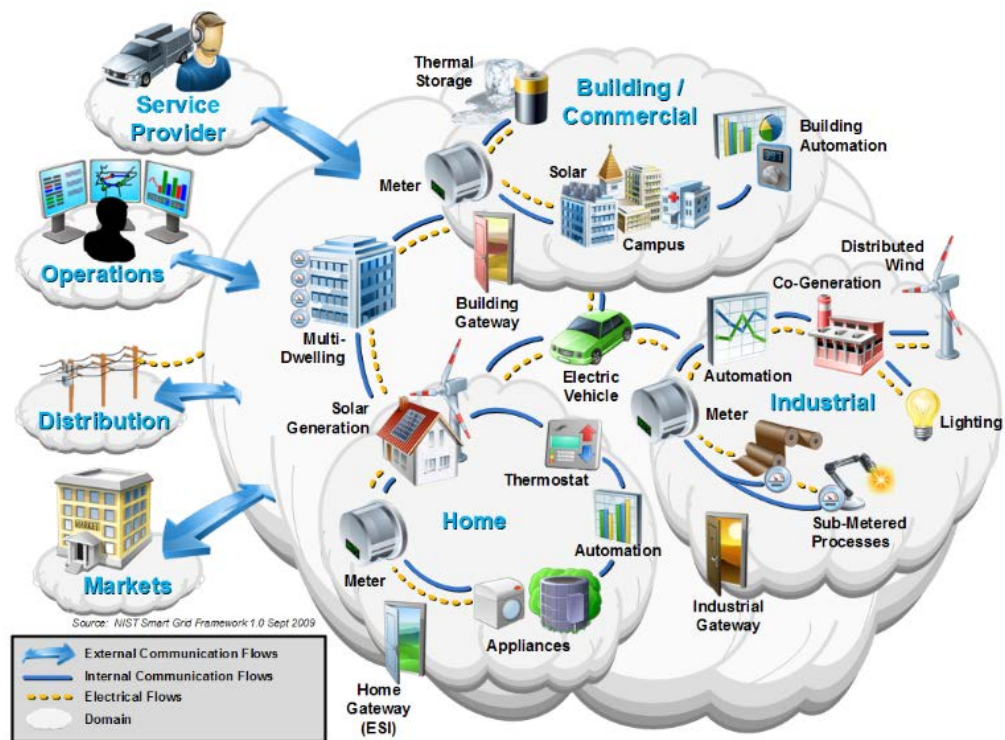 Service
Provider
Operations
Distribution
Markets
Thermal
Storage
Building /
Commercial
Building
Automation
Meter
Solar
Campus
Building
Gateway
Multi-
Dwelling
Distributed
Wind
Co-Generation
Electric
Vehicle
Automation
Meter
Industrial
Lighting
Sub-Metered
Processes
Industrial
Gateway
Solar
Generation
Thermostat
Home
Automation
Meter
Appliances
Home
Gateway
(ESI)
MARKET
Source: NIST Smart Grid Framework 1.0 Sept 2009
External Communication Flows
Internal Communication Flows
Electrical Flows
Domain